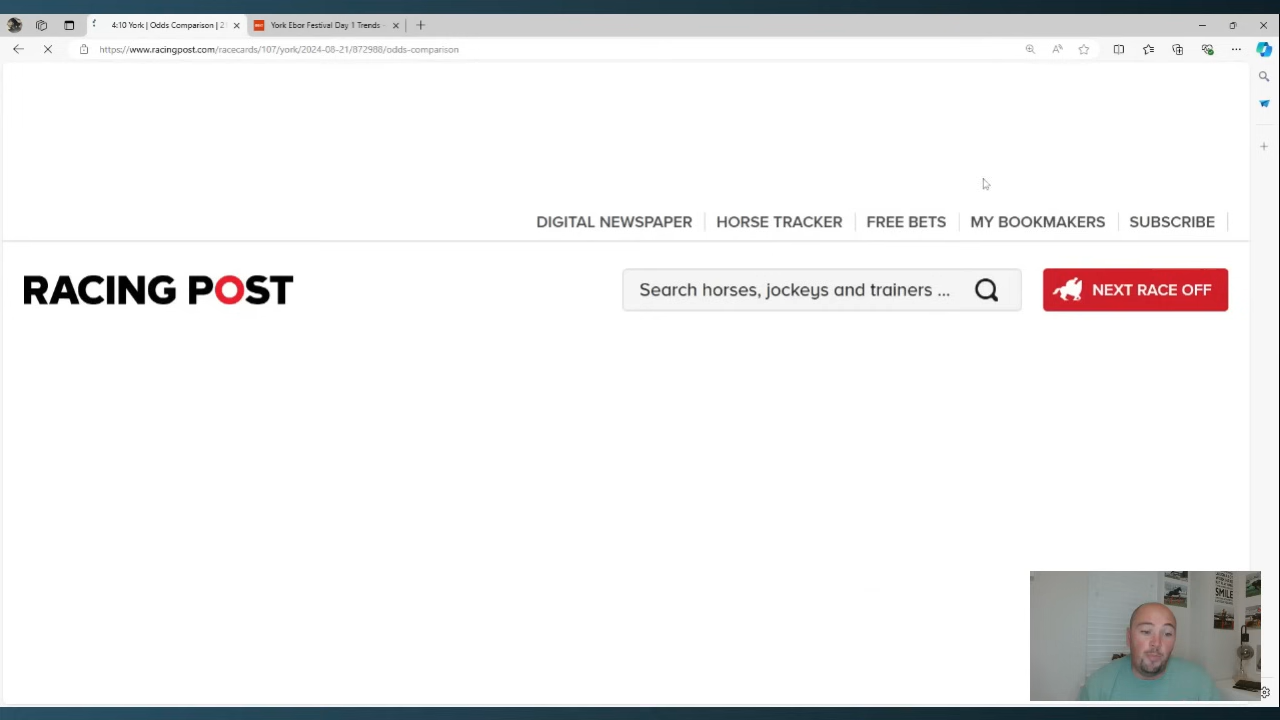 4:10 York | Odds Comparison | 2
York Ebor Festival Day 1 Trends
https://www.racingpost.com/racecards/107/york/2024-08-21/872988/odds-comparison
DIGITAL NEWSPAPER HORSE TRACKER FREE BETS MY BOOKMAKERS SUBSCRIBE
RACING POST
Search horses, jockeys and trainers ...
NEXT RACE OFF
SMILE